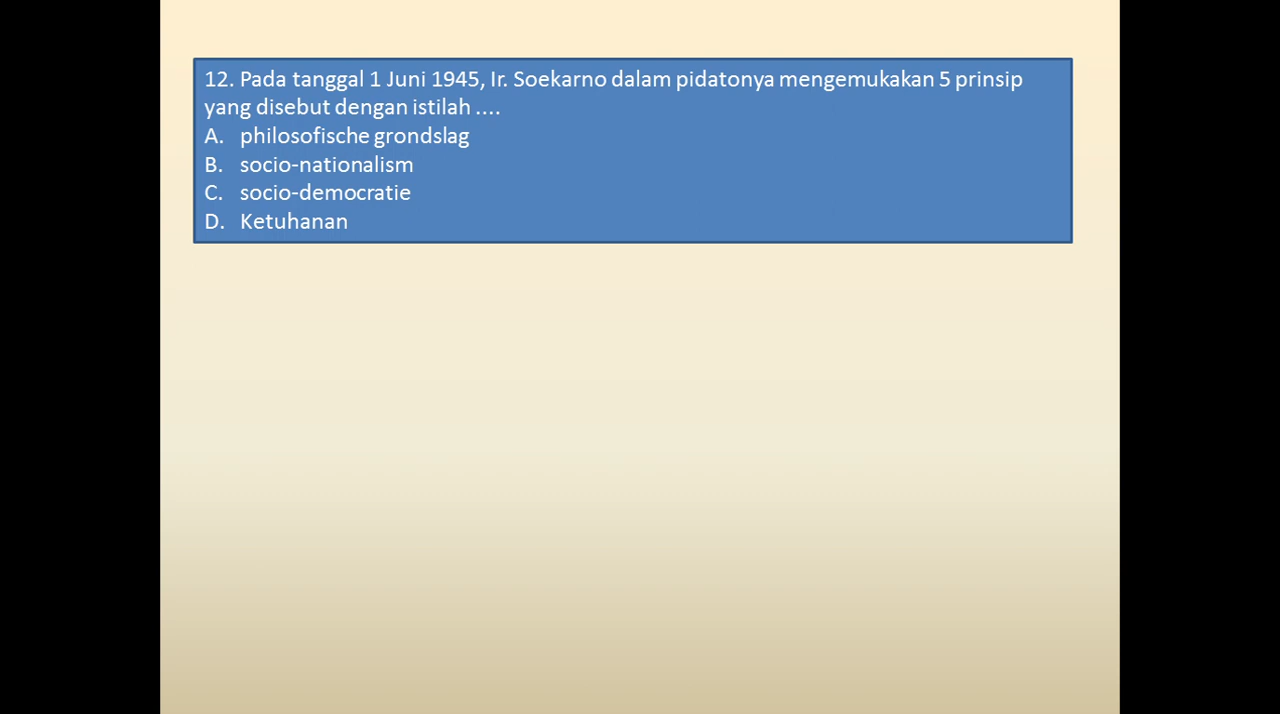 12. Pada tanggal 1 Juni 1945, Ir. Soekarno dalam pidatonya mengemukakan 5 prinsip
yang disebut dengan istilah ....
A. philosofische grondslag
B. socio-nationalism
C. socio-democratie
D. Ketuhanan